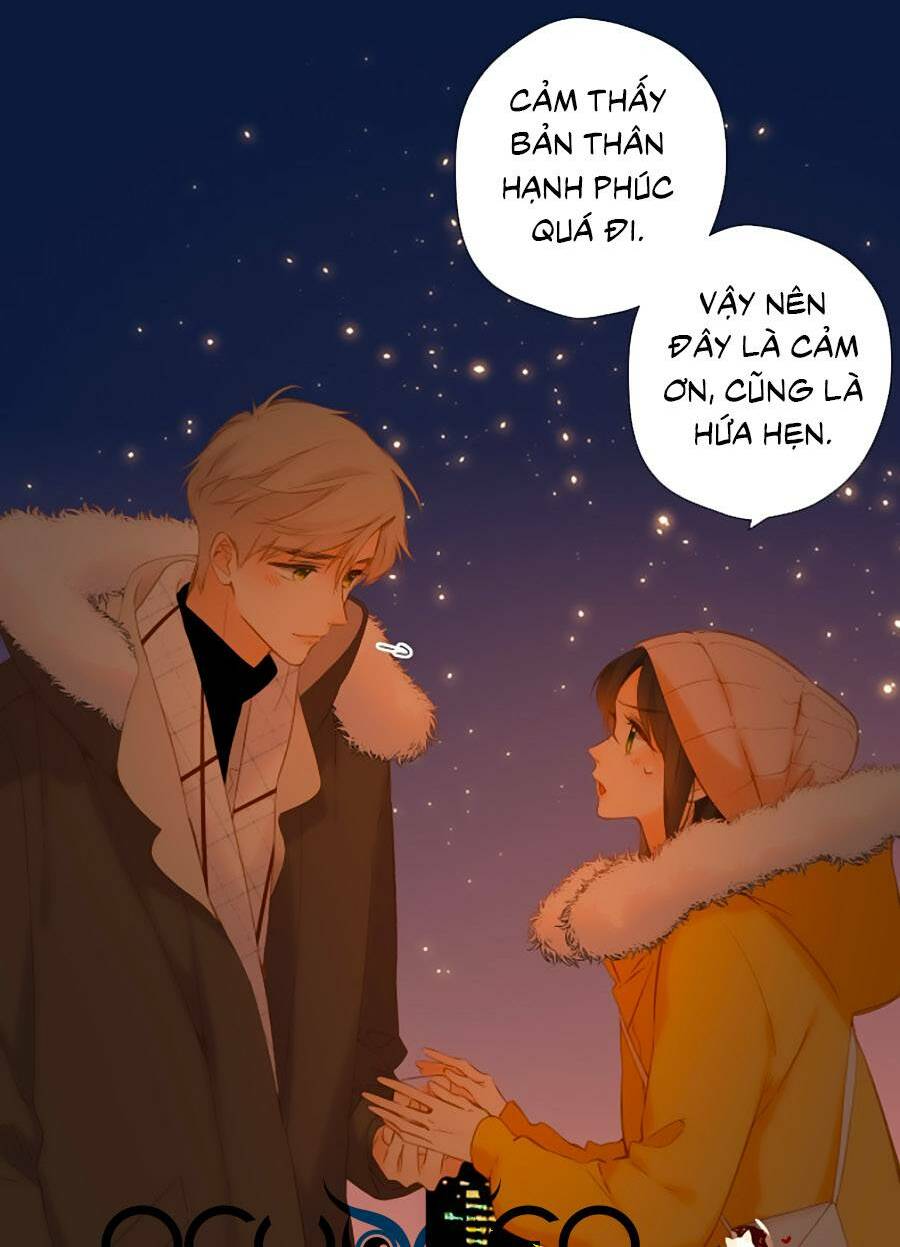 CẢM THẤY
BẢN THÂN
HẠNH PHÚC
QUÁ ĐI.
VẬY NÊN
ĐÂY LÀ CẢM
ƠN, CŨNG LÀ
HỨA HẸN.